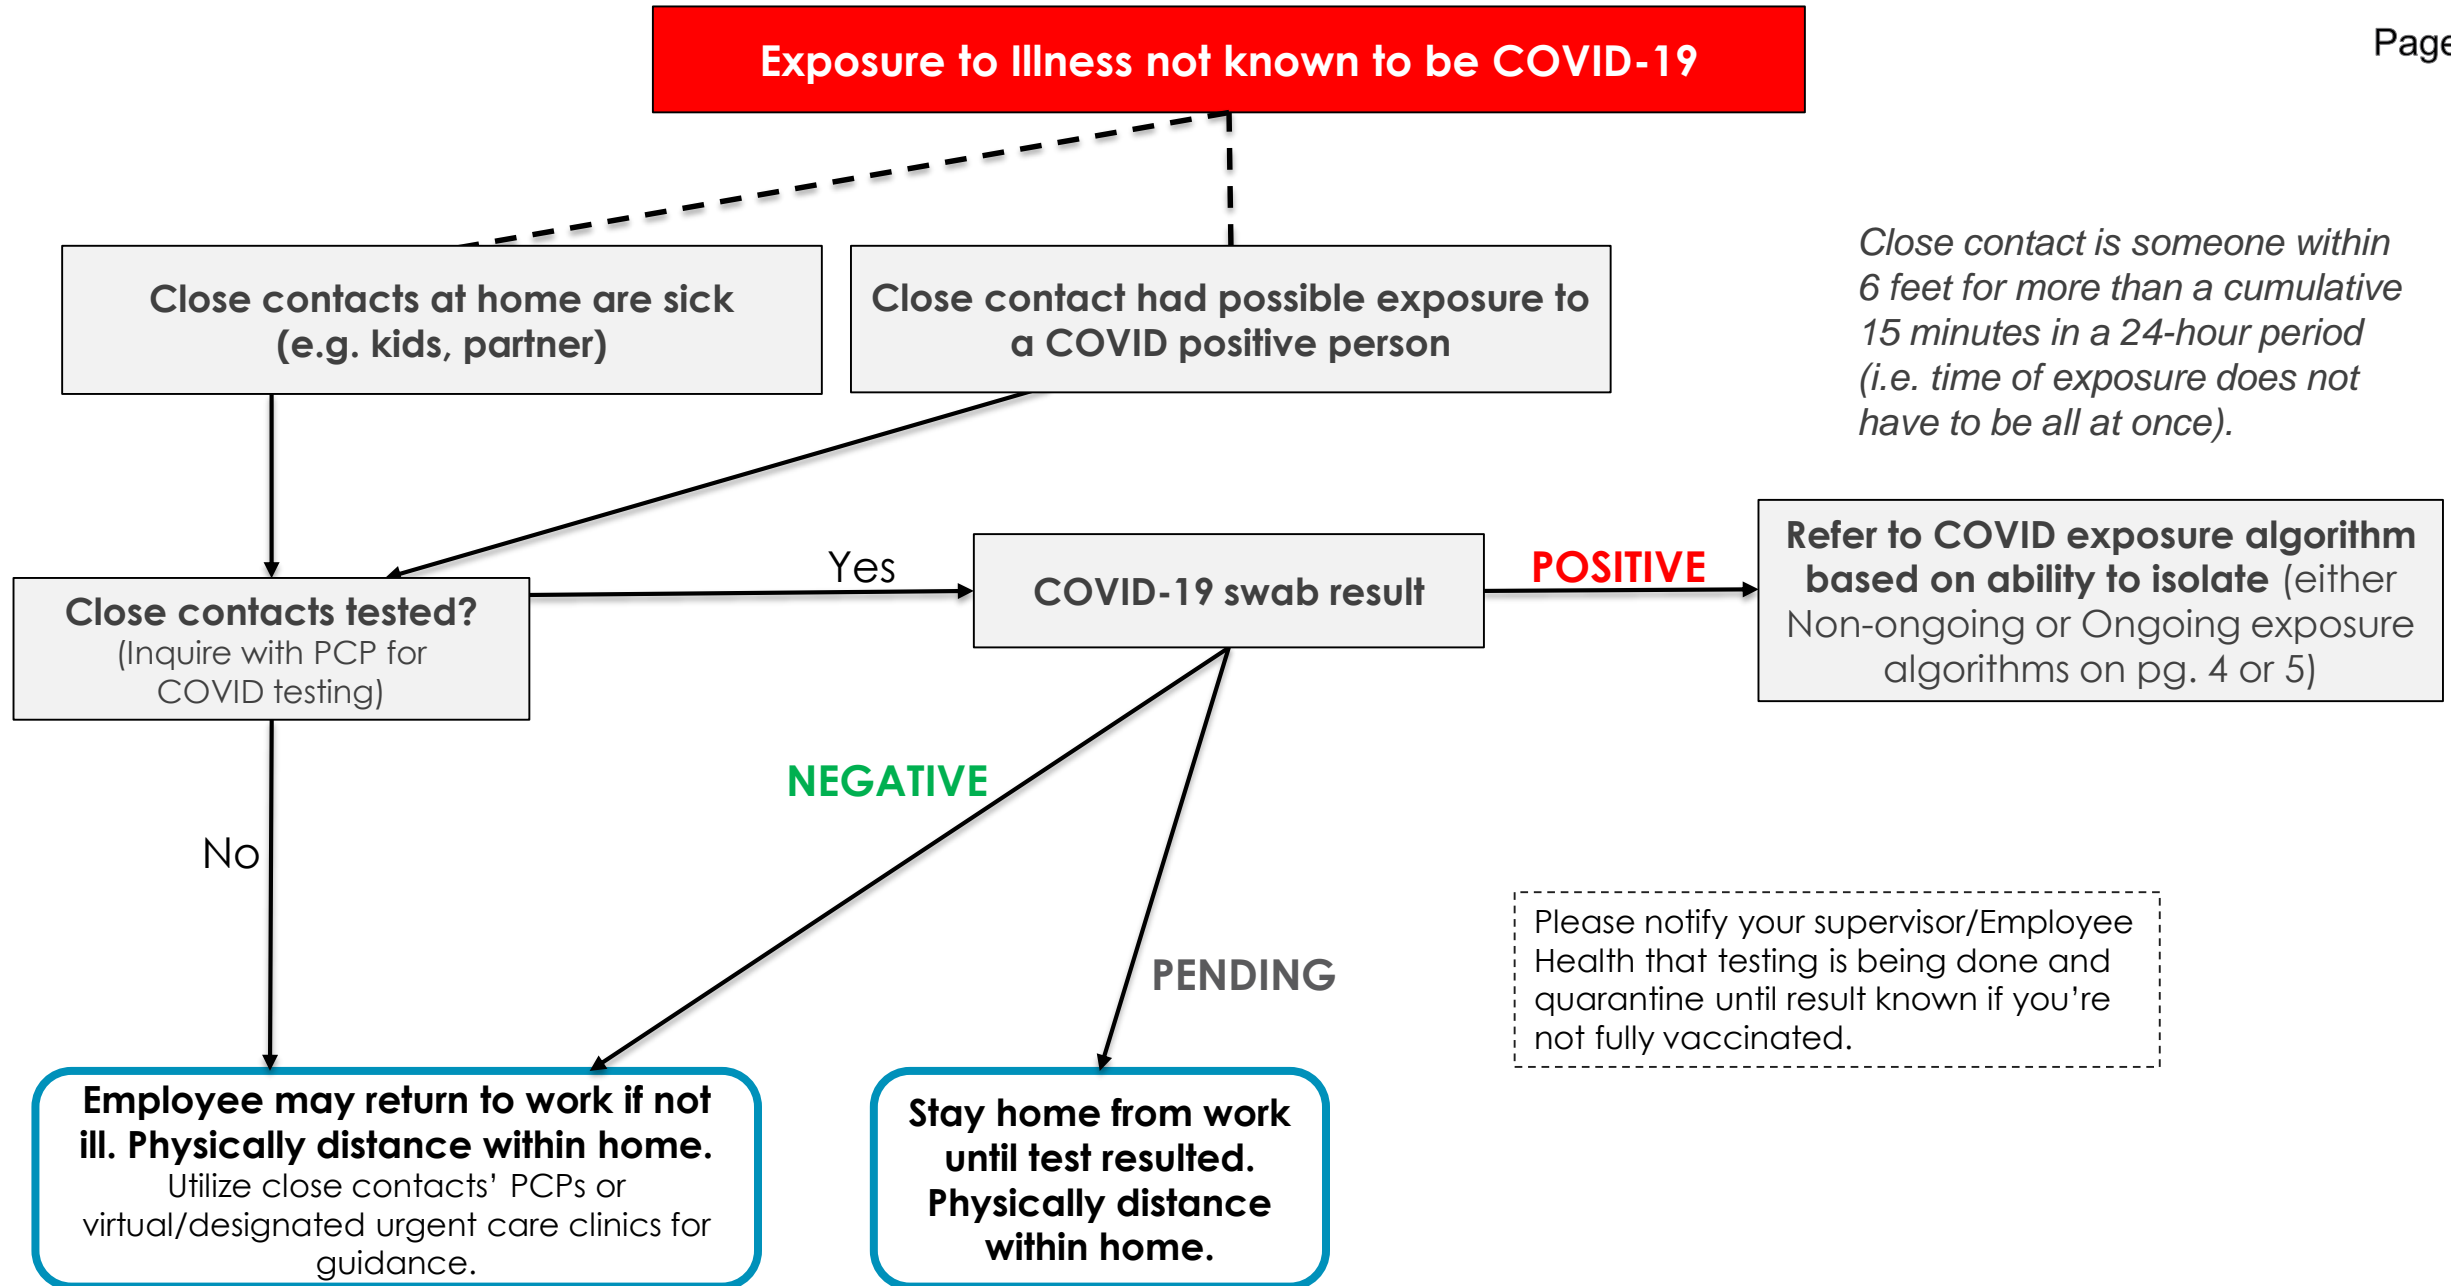 Exposure to Illness not known to be COVID-19
Page
Close contacts at home are sick
(e.g. kids, partner)
Close contact had possible exposure to
a COVID positive person
Close contact is someone within
6 feet for more than a cumulative
15 minutes in a 24-hour period
(i.e. time of exposure does not
have to be all at once).
Close contacts tested?
(Inquire with PCP for
COVID testing)
Yes
COVID-19 swab result
POSITIVE
Refer to COVID exposure algorithm
based on ability to isolate (either
Non-ongoing or Ongoing exposure
algorithms on pg. 4 or 5)
NEGATIVE
No
PENDING
Please notify your supervisor/Employee
Health that testing is being done and
quarantine until result known if you’re
not fully vaccinated.
Employee may return to work if not
ill. Physically distance within home.
Utilize close contacts’ PCPs or
virtual/designated urgent care clinics for
guidance.
Stay home from work
until test resulted.
Physically distance
within home.